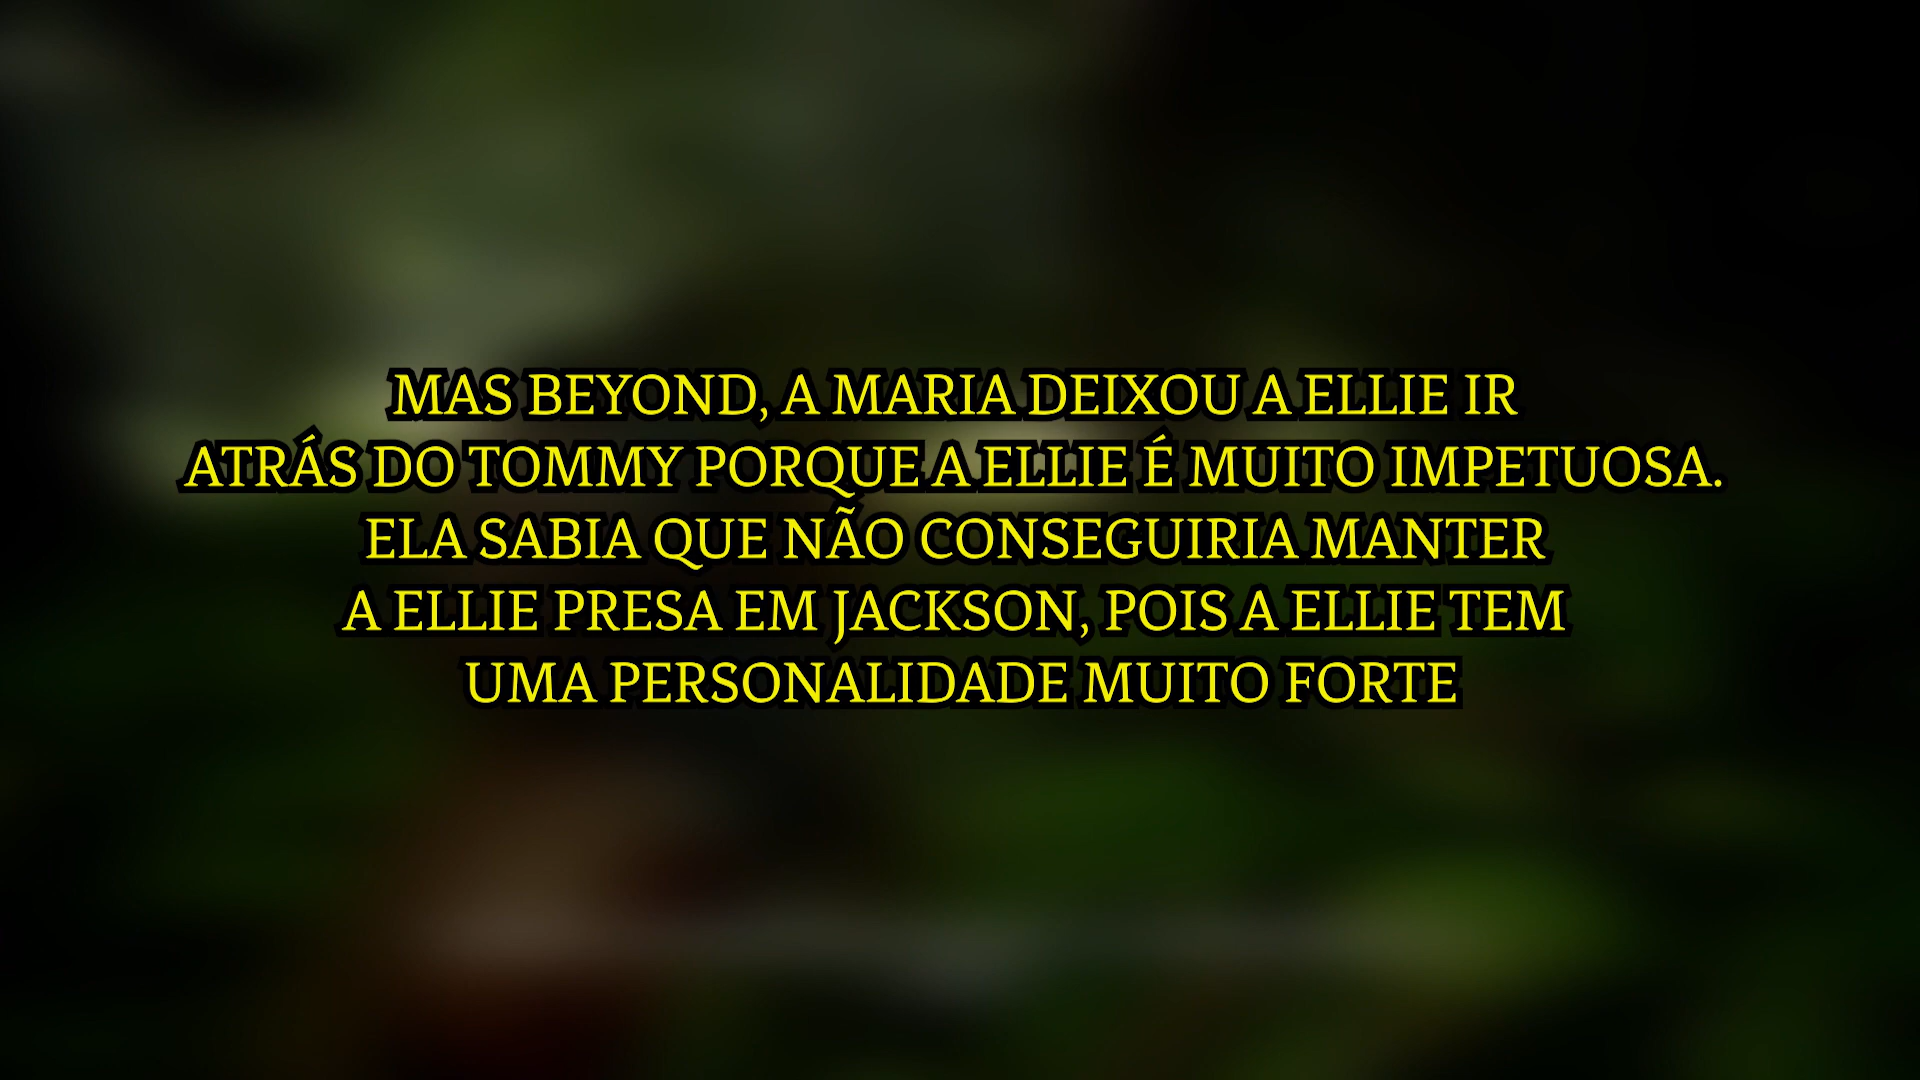 MAS BEYOND, A MARIA DEIXOU A ELLIE IR
ATRÁS DO TOMMY PORQUE A ELLIE É MUITO IMPETUOSA.
ELA SABIA QUE NÃO CONSEGUIRIA MANTER
A ELLIE PRESA EM JACKSON, POIS A ELLIE TEM
UMA PERSONALIDADE MUITO FORTE